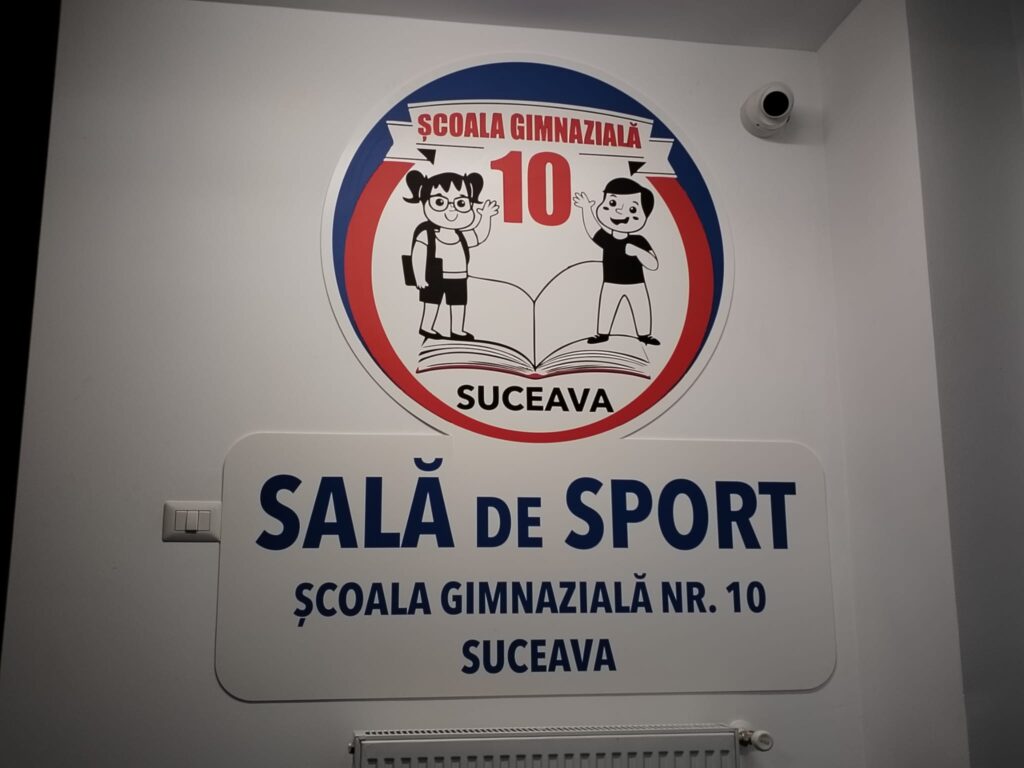 ȘCOALA GIMNAZIALĂ
10
SUCEAVA
SALĂ DE SPORT
ȘCOALA GIMNAZIALĂ NR. 10
SUCEAVA